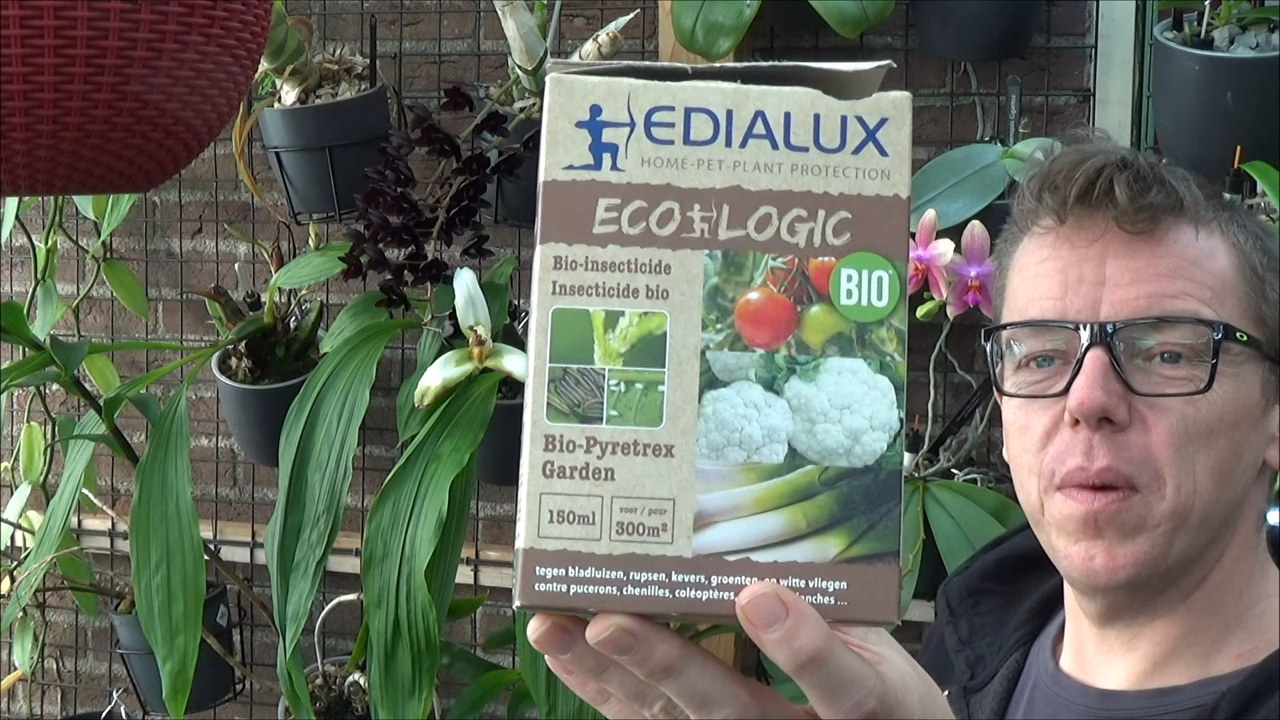 EDIALUX
HOME-PET-PLANT PROTECTION
ECO LOGIC
BIO
Bio-insecticide
Insecticide bio
Bio-Pyretrex
Garden
150ml
voor / pour
300m²
tegen bladluizen, rupsen, kevers, groenten- en witte vliegen
contre pucerons, chenilles, coléoptères, ...